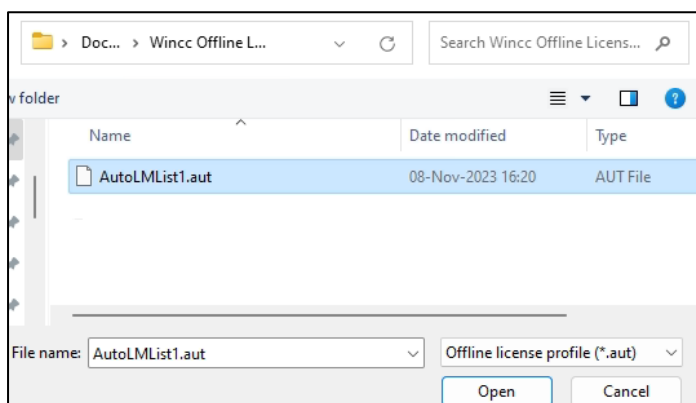 Doc... > Wincc Offline L...
Search Wincc Offline Licens...
w folder
Name Date modified Type
AutoLMList1.aut 08-Nov-2023 16:20 AUT File
File name: AutoLMList1.aut Offline license profile (*.aut)
Open Cancel